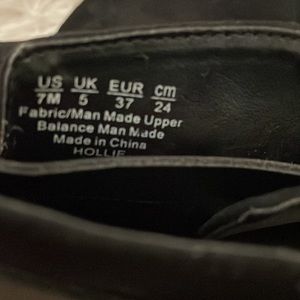 US UK EUR cm
7M 5 37 24
Fabric/Man Made Upper
Balance Man Made
Made in China
HOLLIE